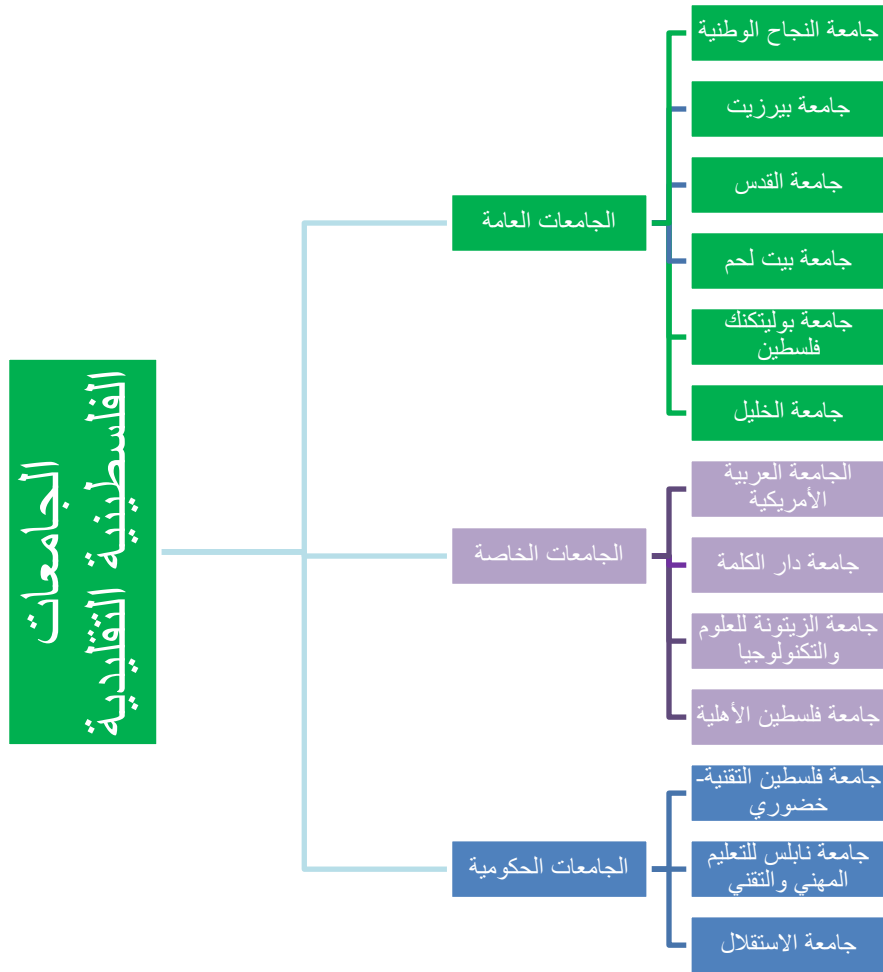 الجامعات
الفلسطينية التقليدية
الجامعات العامة
جامعة النجاح الوطنية
جامعة بيرزيت
جامعة القدس
جامعة بيت لحم
جامعة بوليتكنك
فلسطين
جامعة الخليل
الجامعات الخاصة
الجامعة العربية
الأمريكية
جامعة دار الكلمة
جامعة الزيتونة للعلوم
والتكنولوجيا
جامعة فلسطين الأهلية
الجامعات الحكومية
جامعة فلسطين التقنية-
خضوري
جامعة نابلس للتعليم
المهني والتقني
جامعة الاستقلال